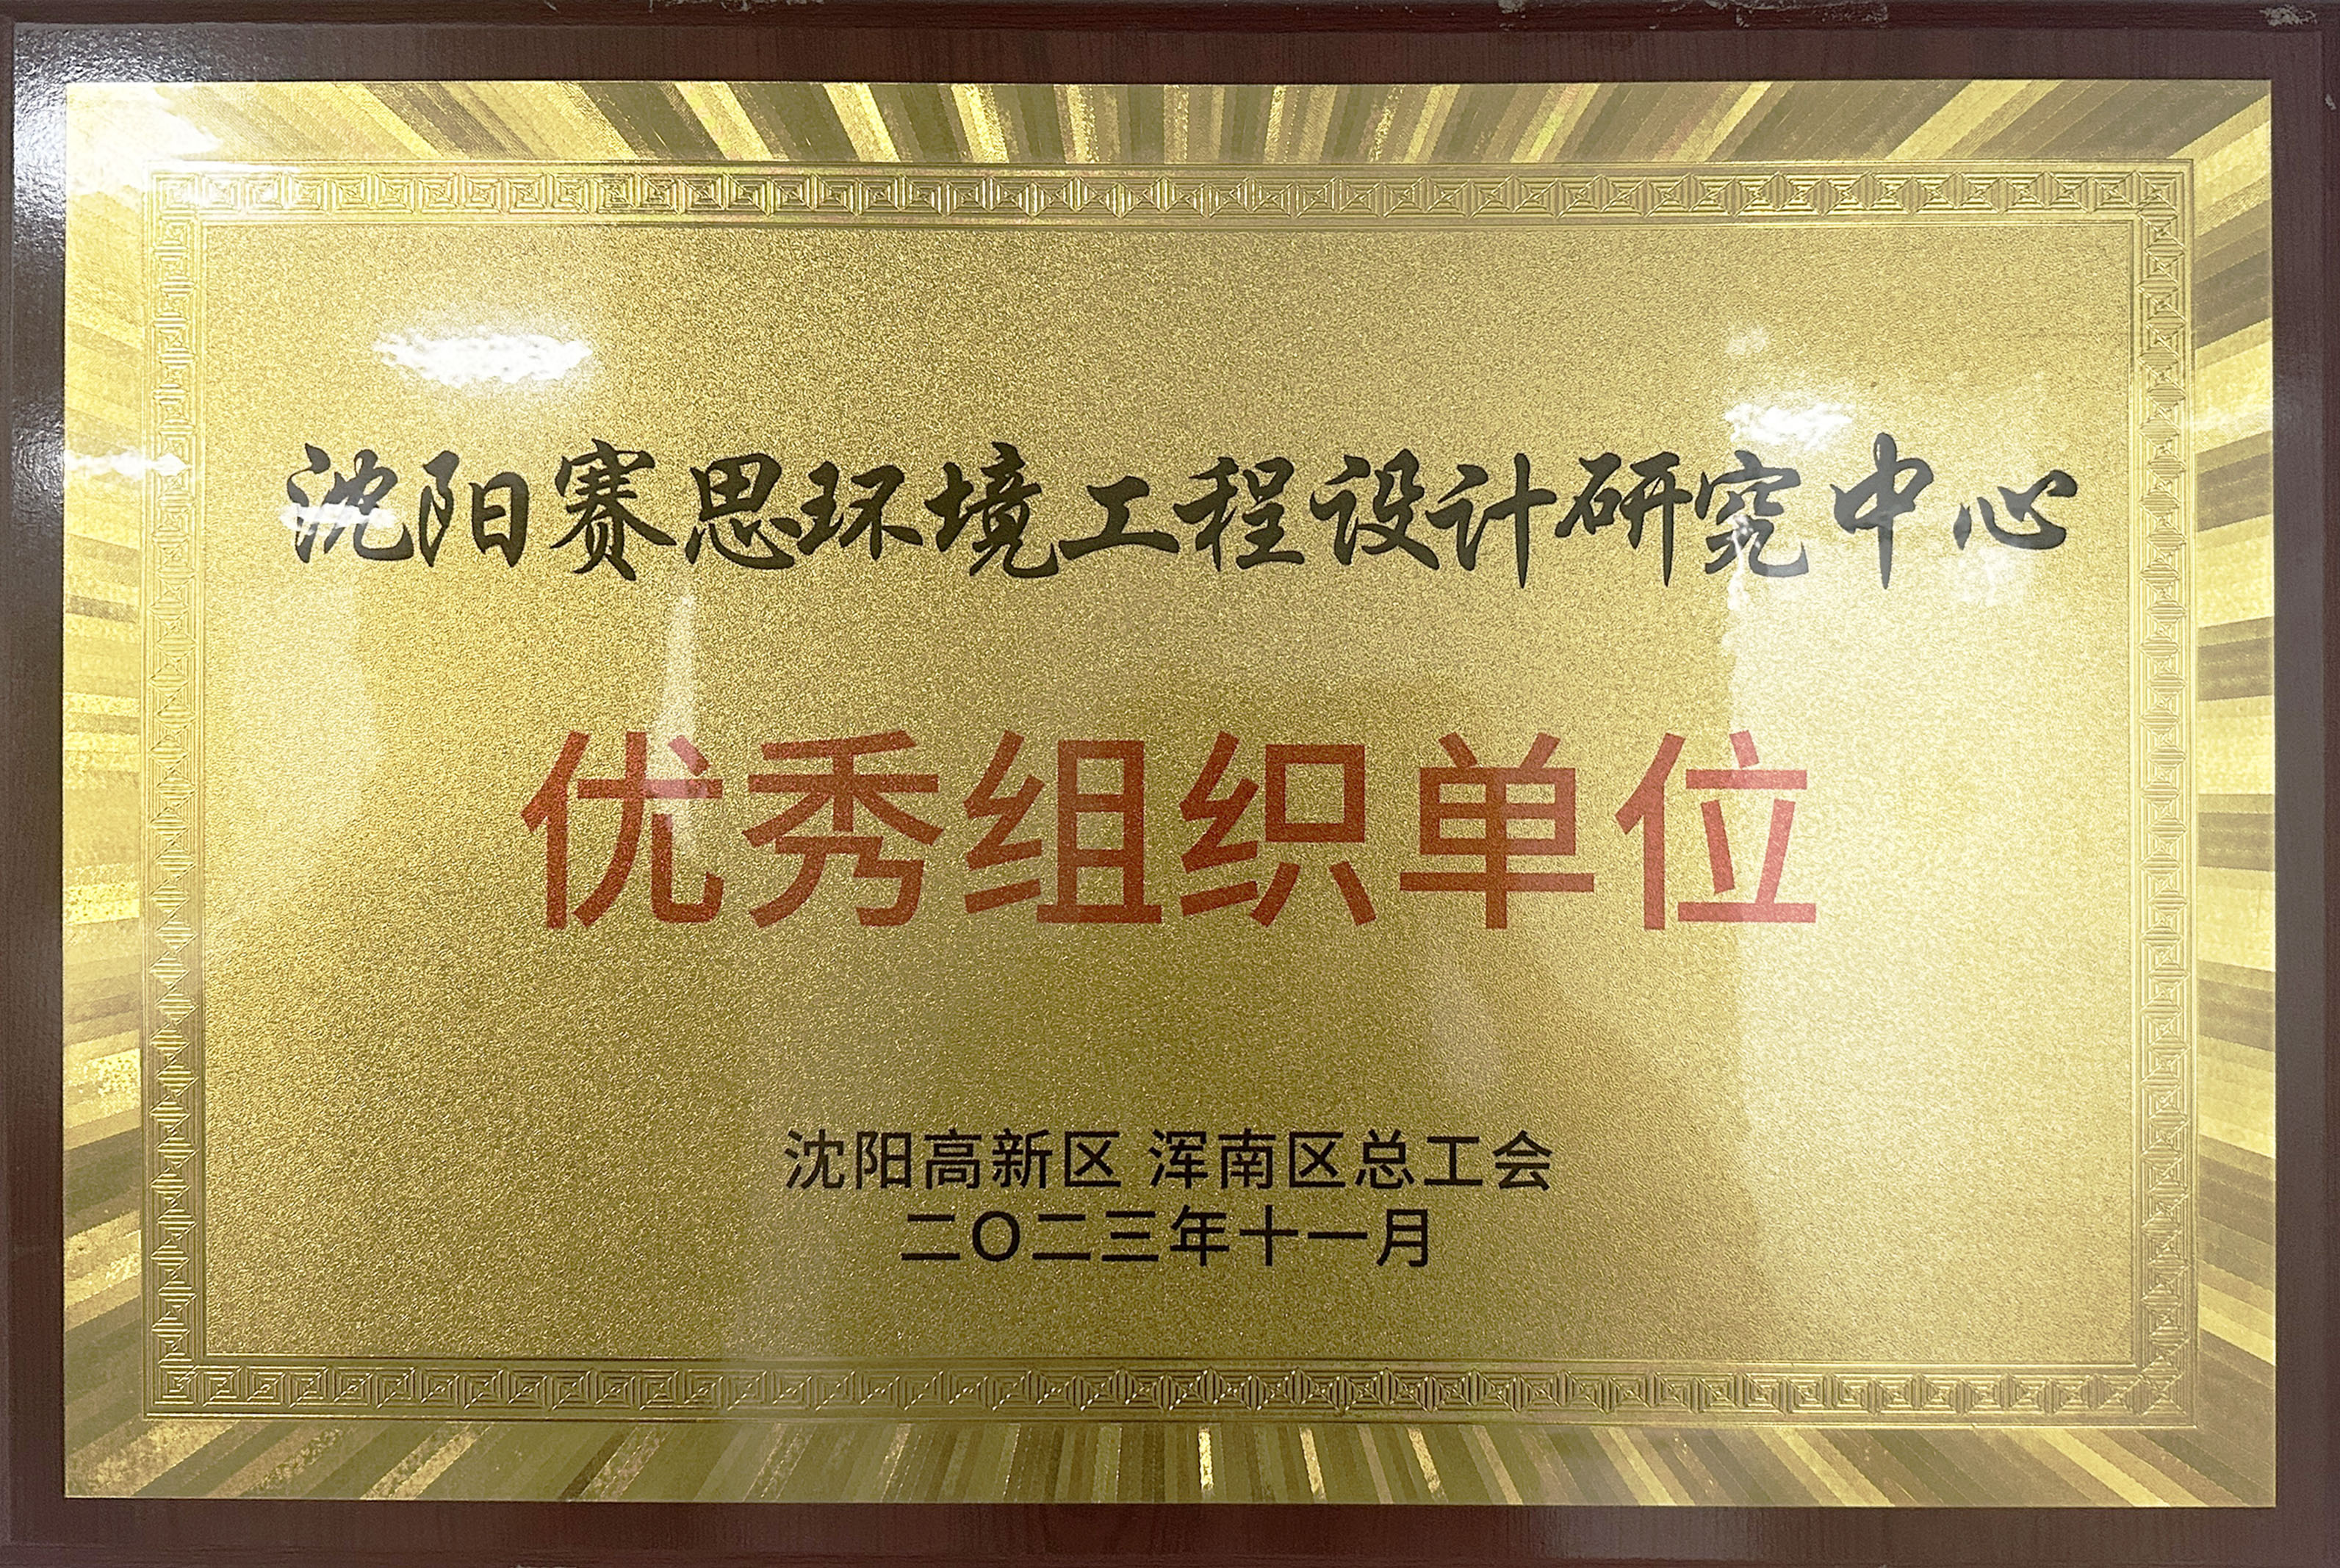 沈阳赛思环境工程设计研究中心
优秀组织单位
沈阳高新区 浑南区总工会
二〇二三年十一月